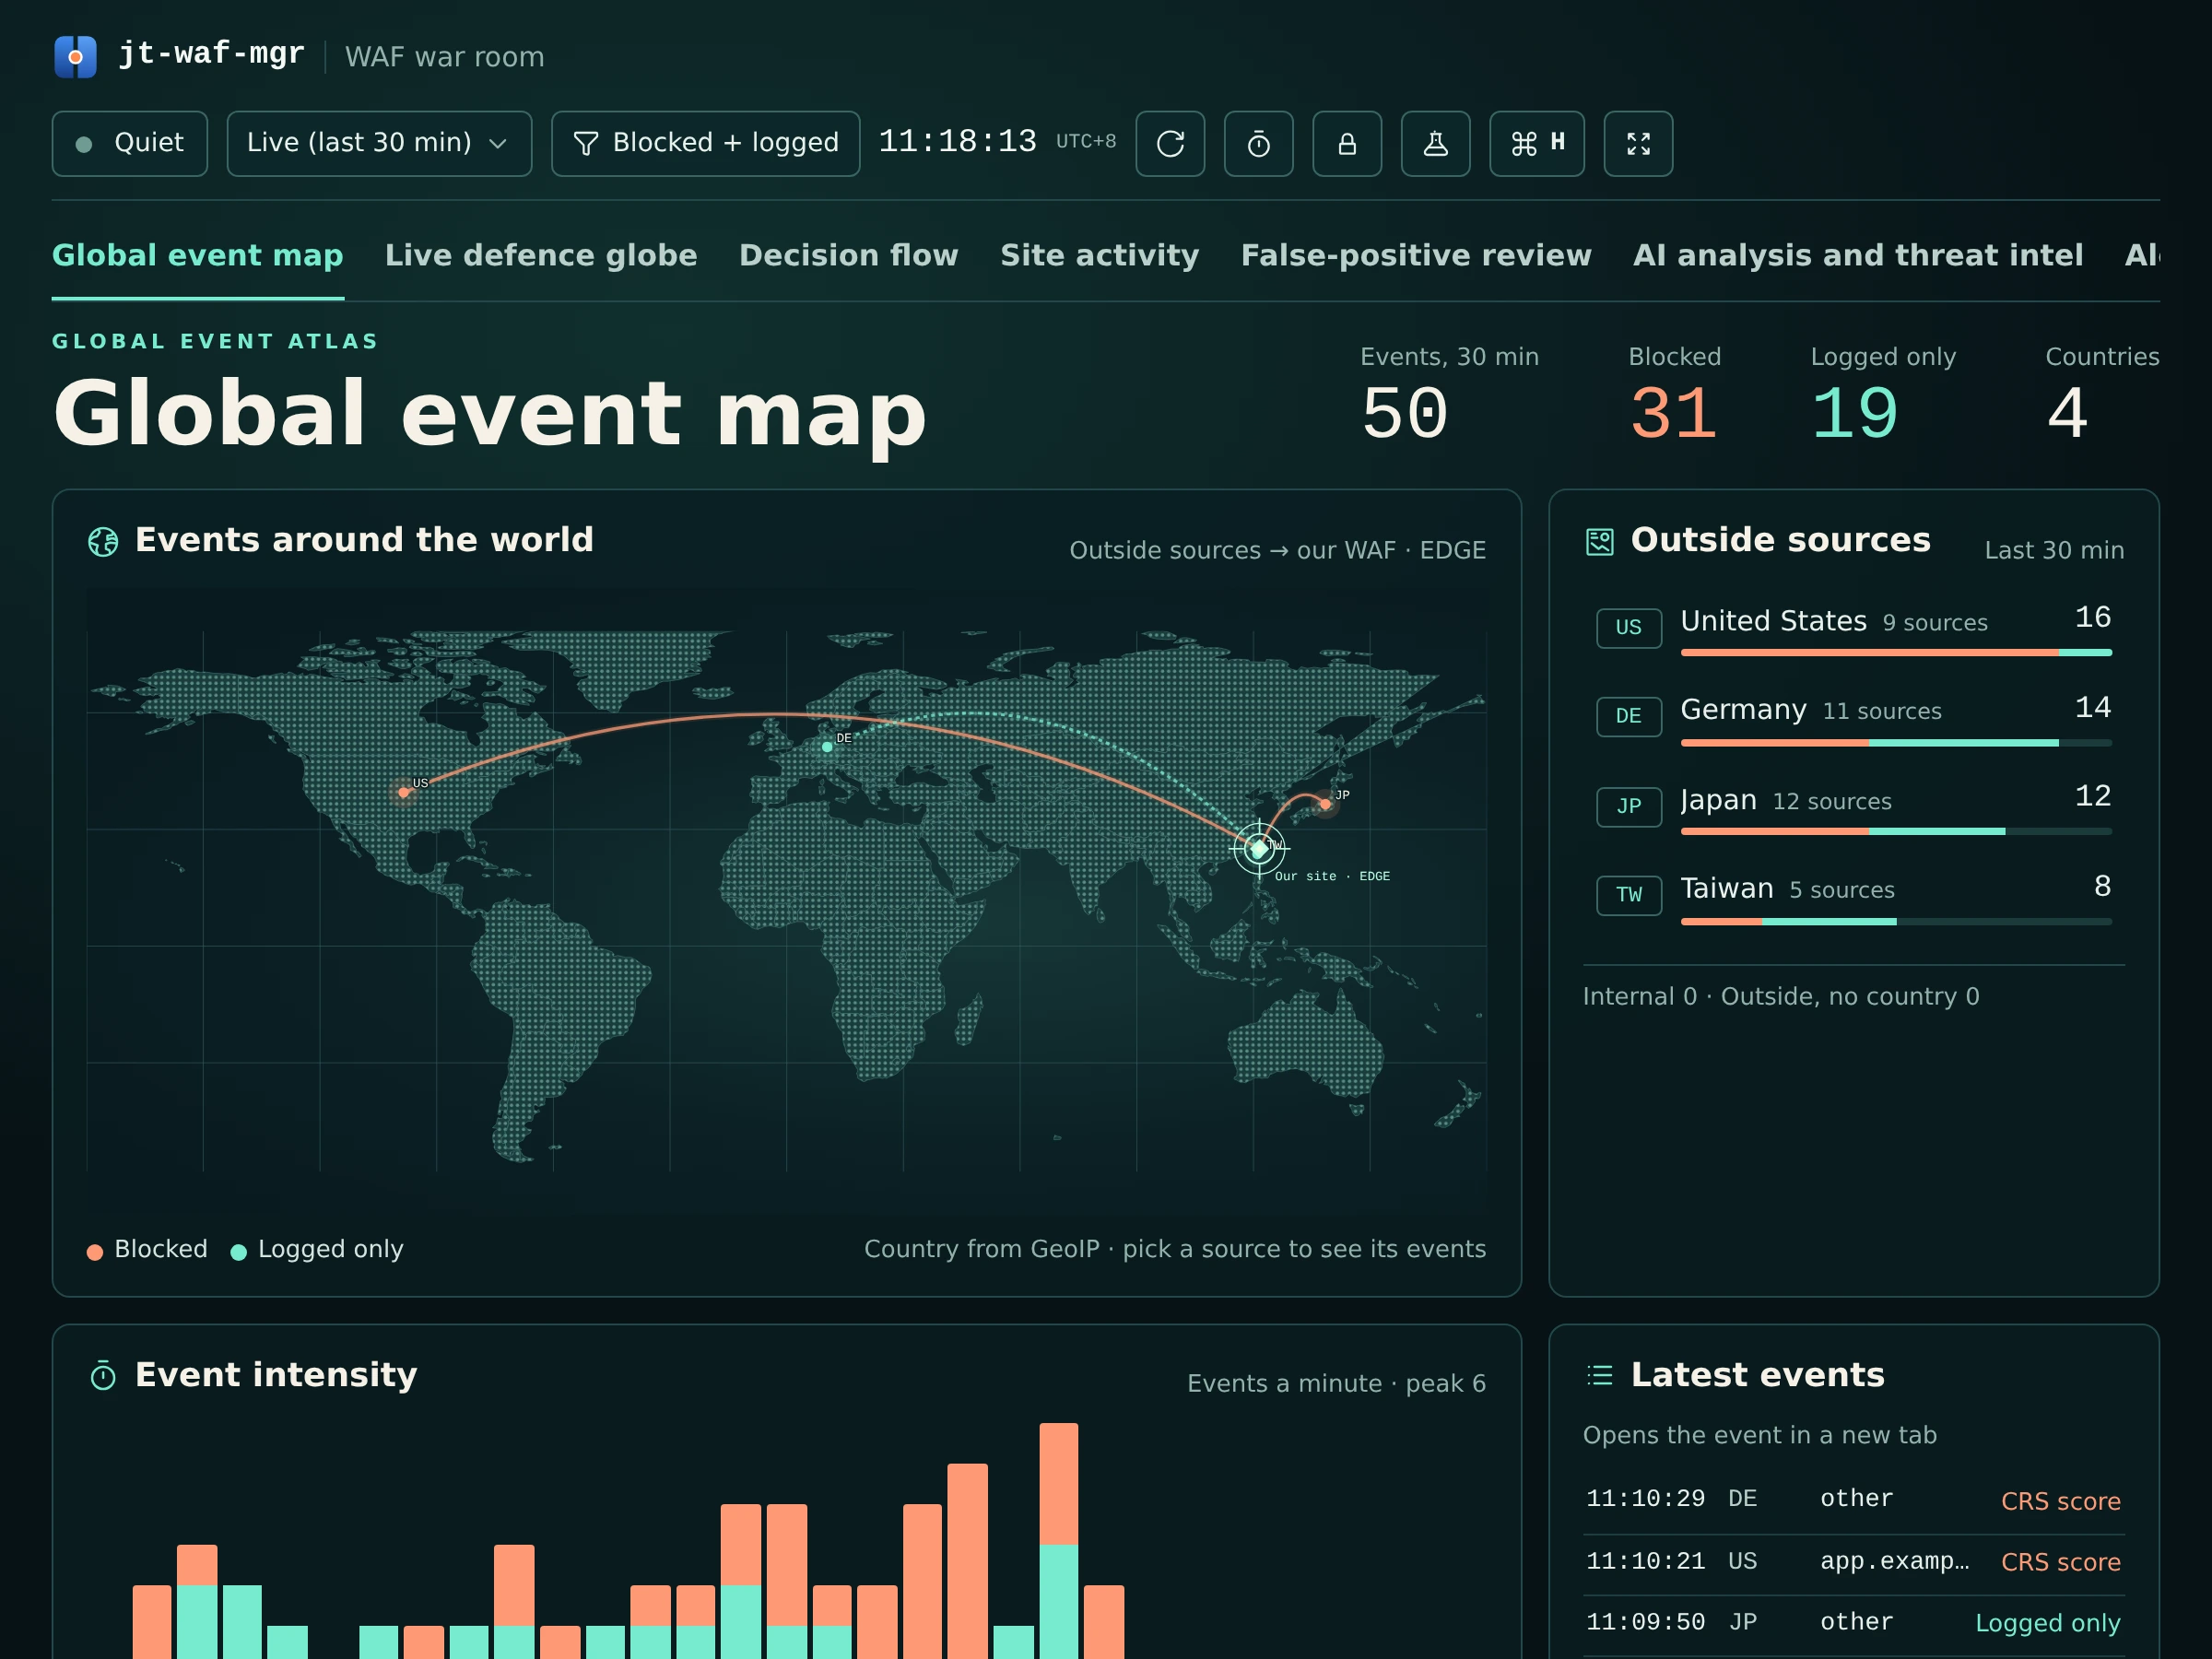 jt-waf-mgr
WAF war room
Quiet
Live (last 30 min)
Blocked + logged
11:18:13 UTC+8
H
Global event map
Live defence globe
Decision flow
Site activity
False-positive review
AI analysis and threat intel
GLOBAL EVENT ATLAS
Global event map
Events, 30 min
50
Blocked
31
Logged only
19
Countries
4
Events around the world
Outside sources → our WAF · EDGE
US
DE
JP
TW
Our site · EDGE
Blocked
Logged only
Country from GeoIP · pick a source to see its events
Outside sources
Last 30 min
US United States 9 sources 16
DE Germany 11 sources 14
JP Japan 12 sources 12
TW Taiwan 5 sources 8
Internal 0 · Outside, no country 0
Event intensity
Events a minute · peak 6
Latest events
Opens the event in a new tab
11:10:29 DE other CRS score
11:10:21 US app.examp… CRS score
11:09:50 JP other Logged only